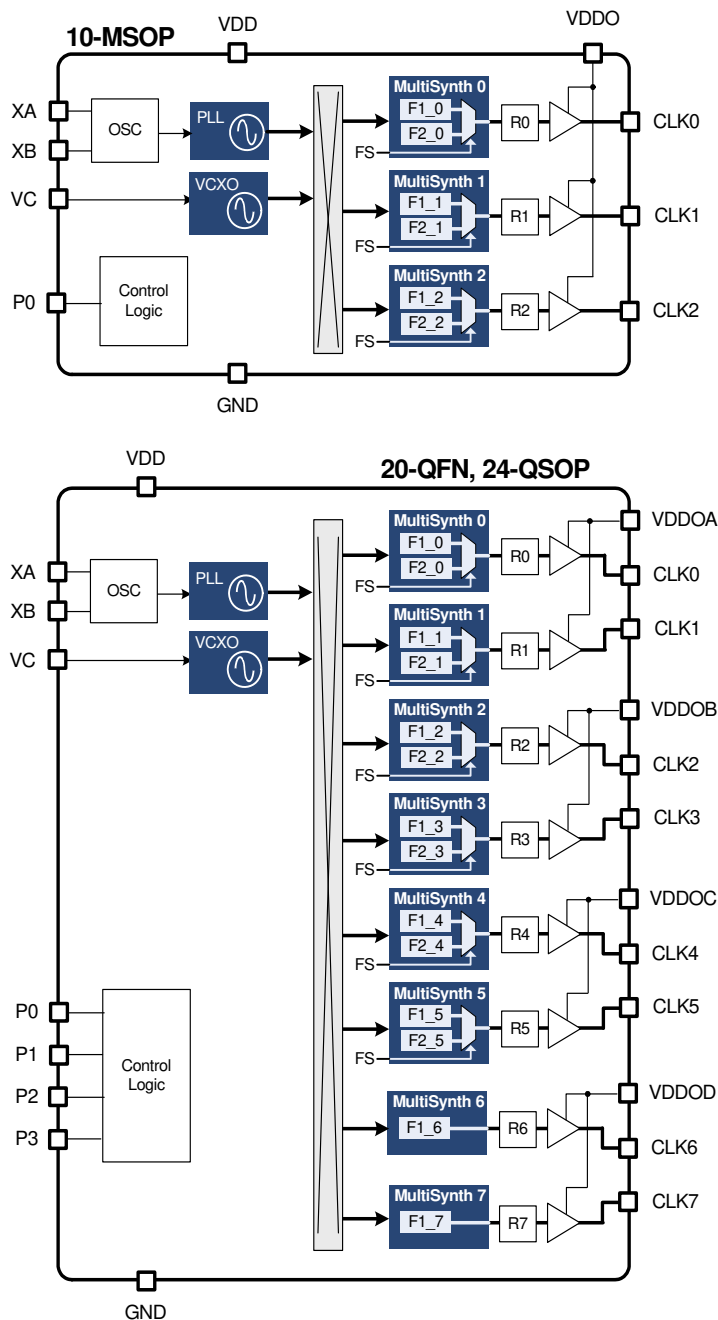 10-MSOP
VDD
VDDO
XA
XB
VC
P0
OSC
PLL
VCXO
Control
Logic
MultiSynth 0
F1_0
F2_0
FS
R0
CLK0
MultiSynth 1
F1_1
F2_1
FS
R1
CLK1
MultiSynth 2
F1_2
F2_2
FS
R2
CLK2
GND
20-QFN, 24-QSOP
VDD
XA
XB
VC
OSC
PLL
VCXO
MultiSynth 0
F1_0
F2_0
FS
R0
VDDOA
CLK0
MultiSynth 1
F1_1
F2_1
FS
R1
CLK1
MultiSynth 2
F1_2
F2_2
FS
R2
VDDOB
CLK2
MultiSynth 3
F1_3
F2_3
FS
R3
CLK3
MultiSynth 4
F1_4
F2_4
FS
R4
VDDOC
CLK4
MultiSynth 5
F1_5
F2_5
FS
R5
CLK5
P0
P1
P2
P3
Control
Logic
MultiSynth 6
F1_6
R6
VDDOD
CLK6
MultiSynth 7
F1_7
R7
CLK7
GND